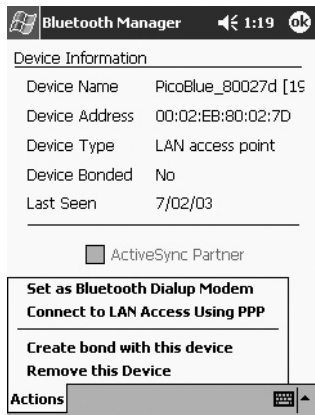 Bluetooth Manager 1:19 ok
Device Information
Device Name PicoBlue_80027d [19
Device Address 00:02:EB:80:02:7D
Device Type LAN access point
Device Bonded No
Last Seen 7/02/03
ActiveSync Partner
Set as Bluetooth Dialup Modem
Connect to LAN Access Using PPP
Create bond with this device
Remove this Device
Actions